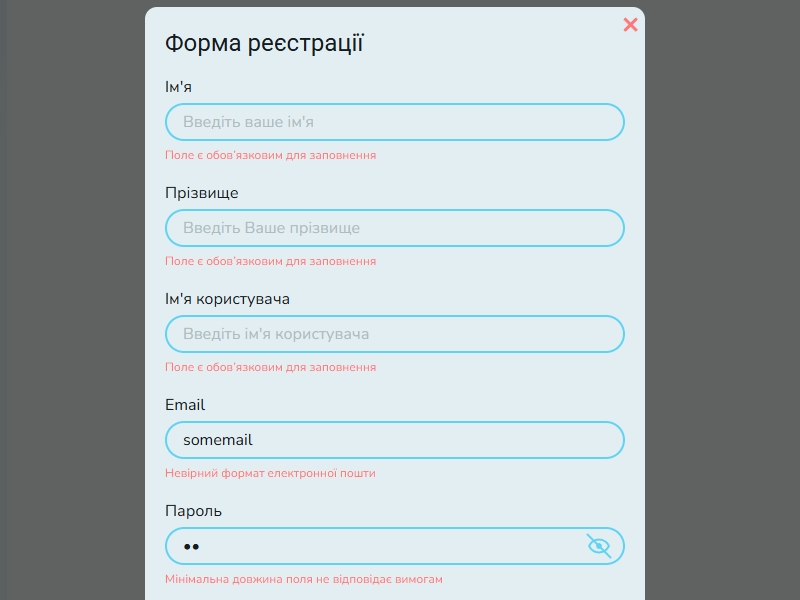 Форма реєстрації
Ім'я
Введіть ваше ім'я
Поле є обов’язковим для заповнення
Прізвище
Введіть Ваше прізвище
Поле є обов’язковим для заповнення
Ім'я користувача
Введіть ім'я користувача
Поле є обов’язковим для заповнення
Email
somemail
Невірний формат електронної пошти
Пароль
••
Мінімальна довжина поля не відповідає вимогам